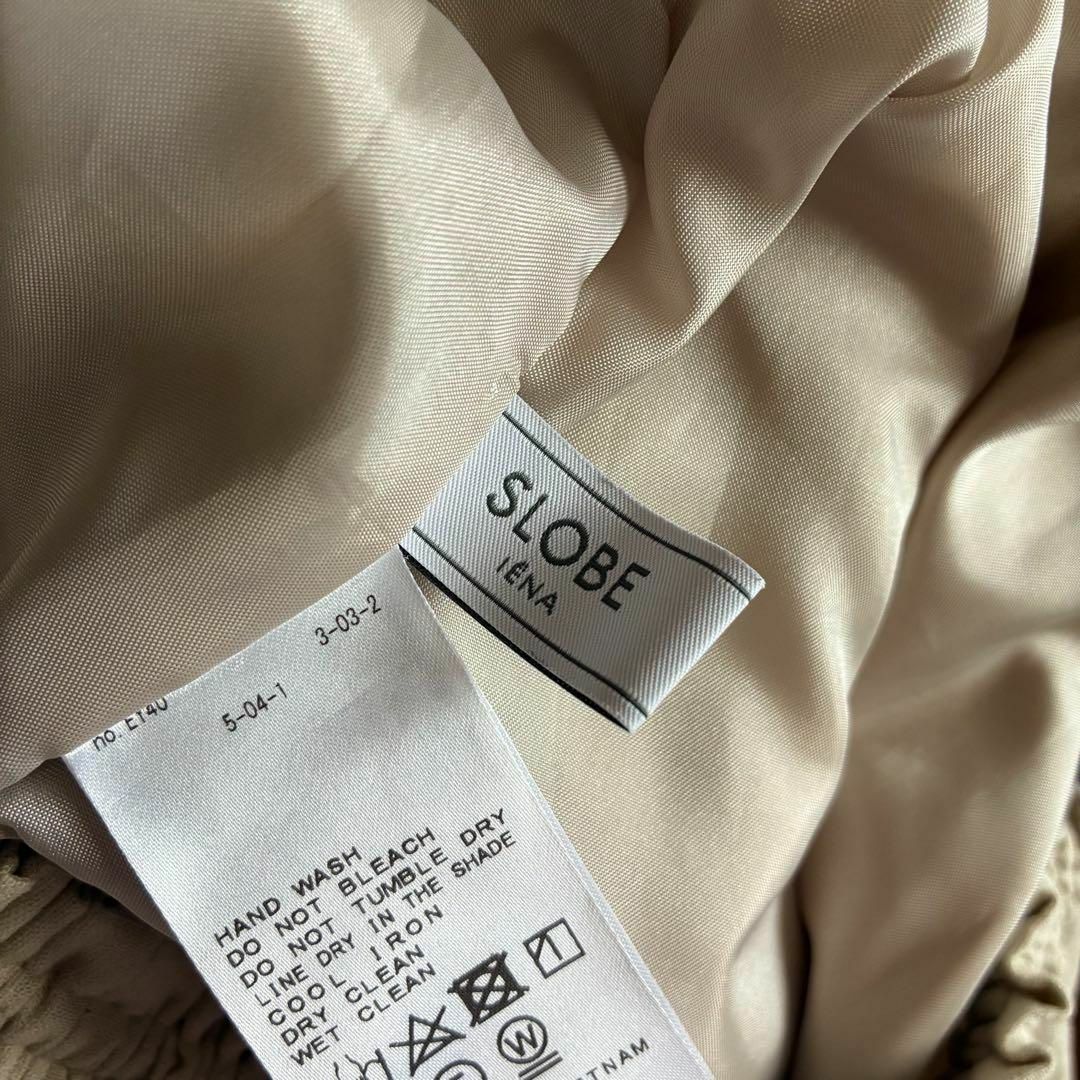 SLOBE
IÉNA
3-03-2
5-04-1
no. E140
HAND WASH
DO NOT BLEACH
DO NOT TUMBLE DRY
LINE DRY IN THE SHADE
COOL IRON
DRY CLEAN
WET CLEAN
W